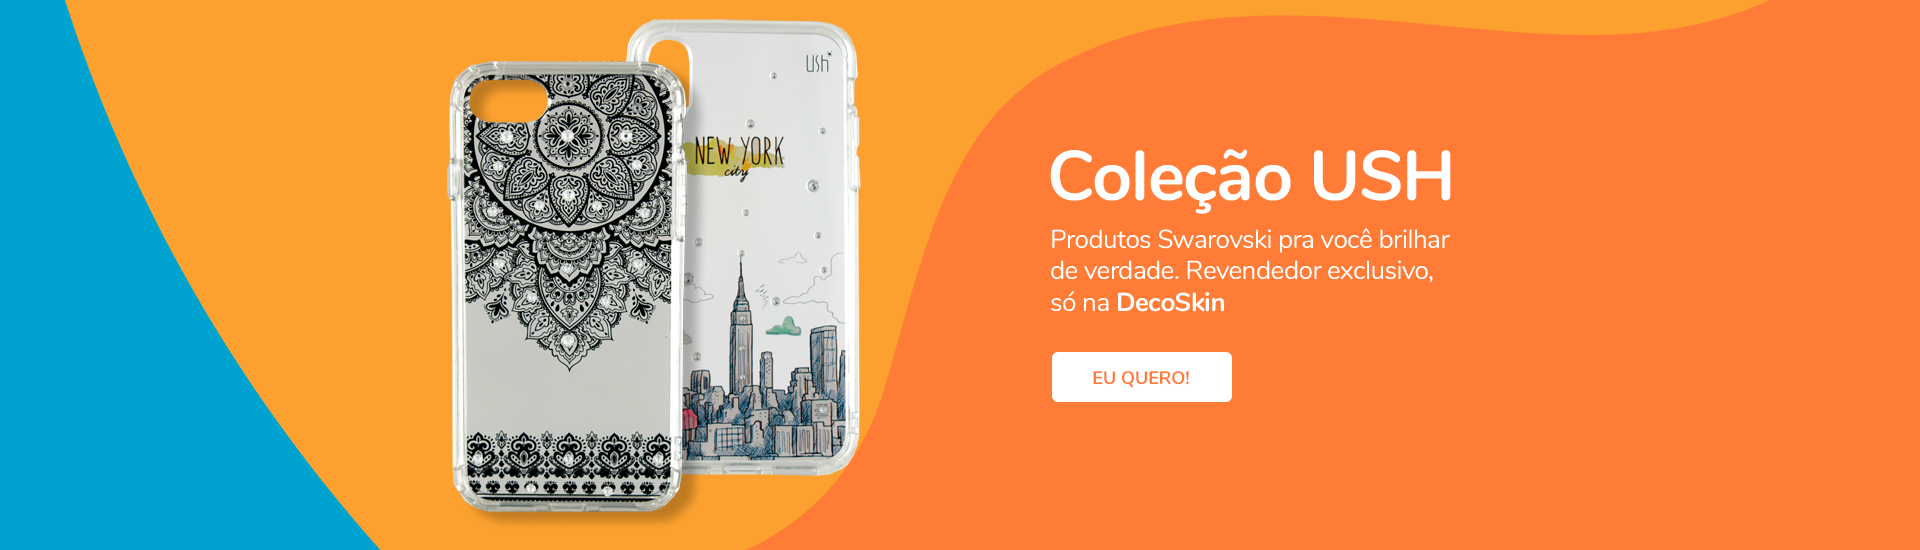 ush*
NEW YORK
city
Coleção USH
Produtos Swarovski pra você brilhar
de verdade. Revendedor exclusivo,
só na DecoSkin
EU QUERO!